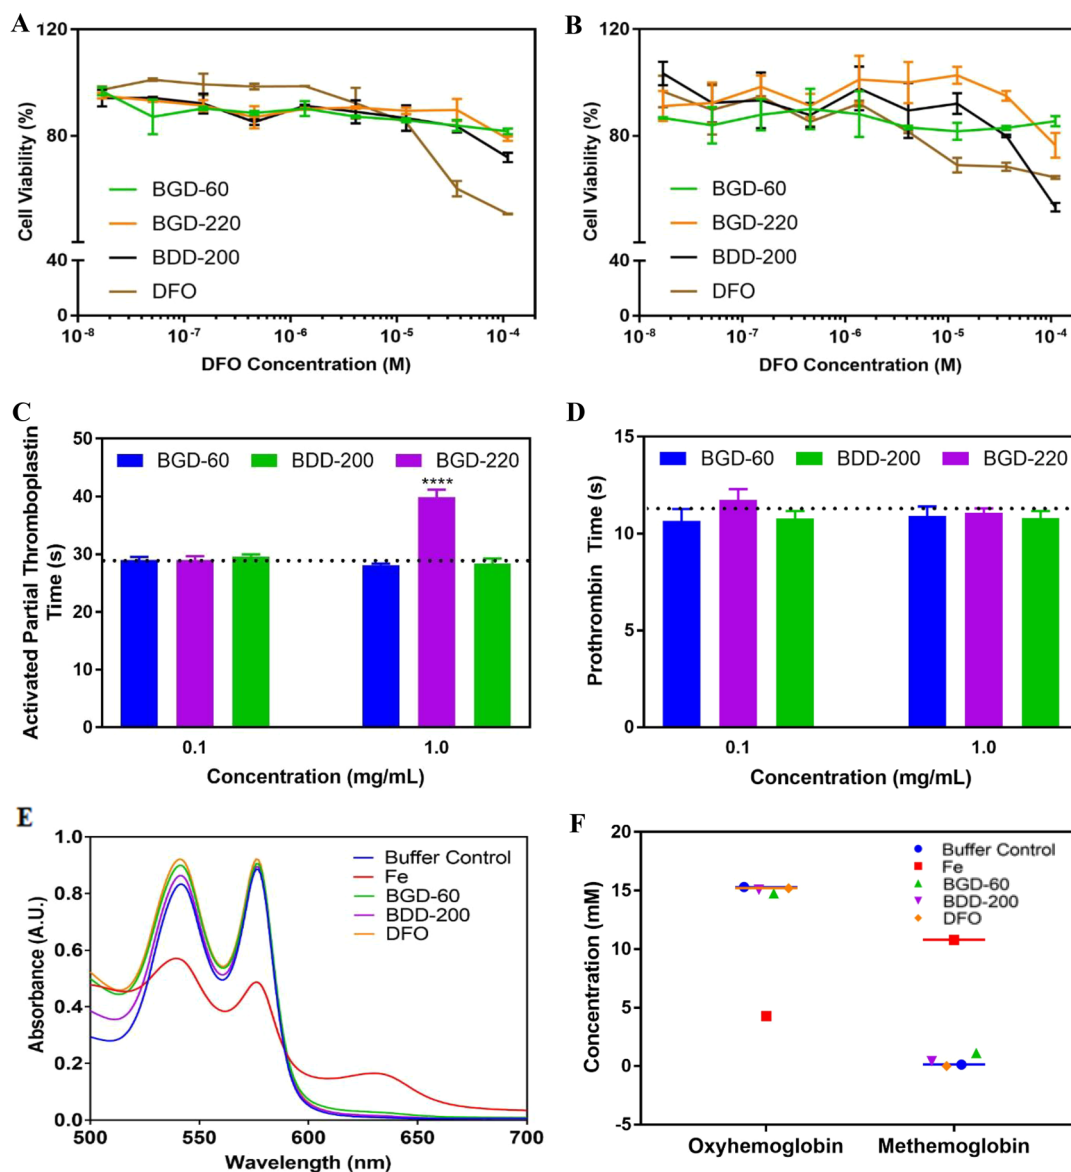 A
120
80
40
0
Cell Viability (%)
BGD-60
BGD-220
BDD-200
DFO
10-8
10-7
10-6
10-5
10-4
DFO Concentration (M)
B
120
80
40
0
Cell Viability (%)
BGD-60
BGD-220
BDD-200
DFO
10-8
10-7
10-6
10-5
10-4
DFO Concentration (M)
C
50
40
30
20
10
0
Activated Partial Thromboplastin
Time (s)
BGD-60 BDD-200 BGD-220
****
0.1 1.0
Concentration (mg/mL)
D
15
10
5
0
Prothrombin Time (s)
BGD-60 BDD-200 BGD-220
0.1 1.0
Concentration (mg/mL)
E
1.0
0.8
0.6
0.4
0.2
0.0
Absorbance (A.U.)
Buffer Control
Fe
BGD-60
BDD-200
DFO
500 550 600 650 700
Wavelength (nm)
F
20
15
10
5
0
-5
Concentration (mM)
Buffer Control
Fe
BGD-60
BDD-200
DFO
Oxyhemoglobin Methemoglobin